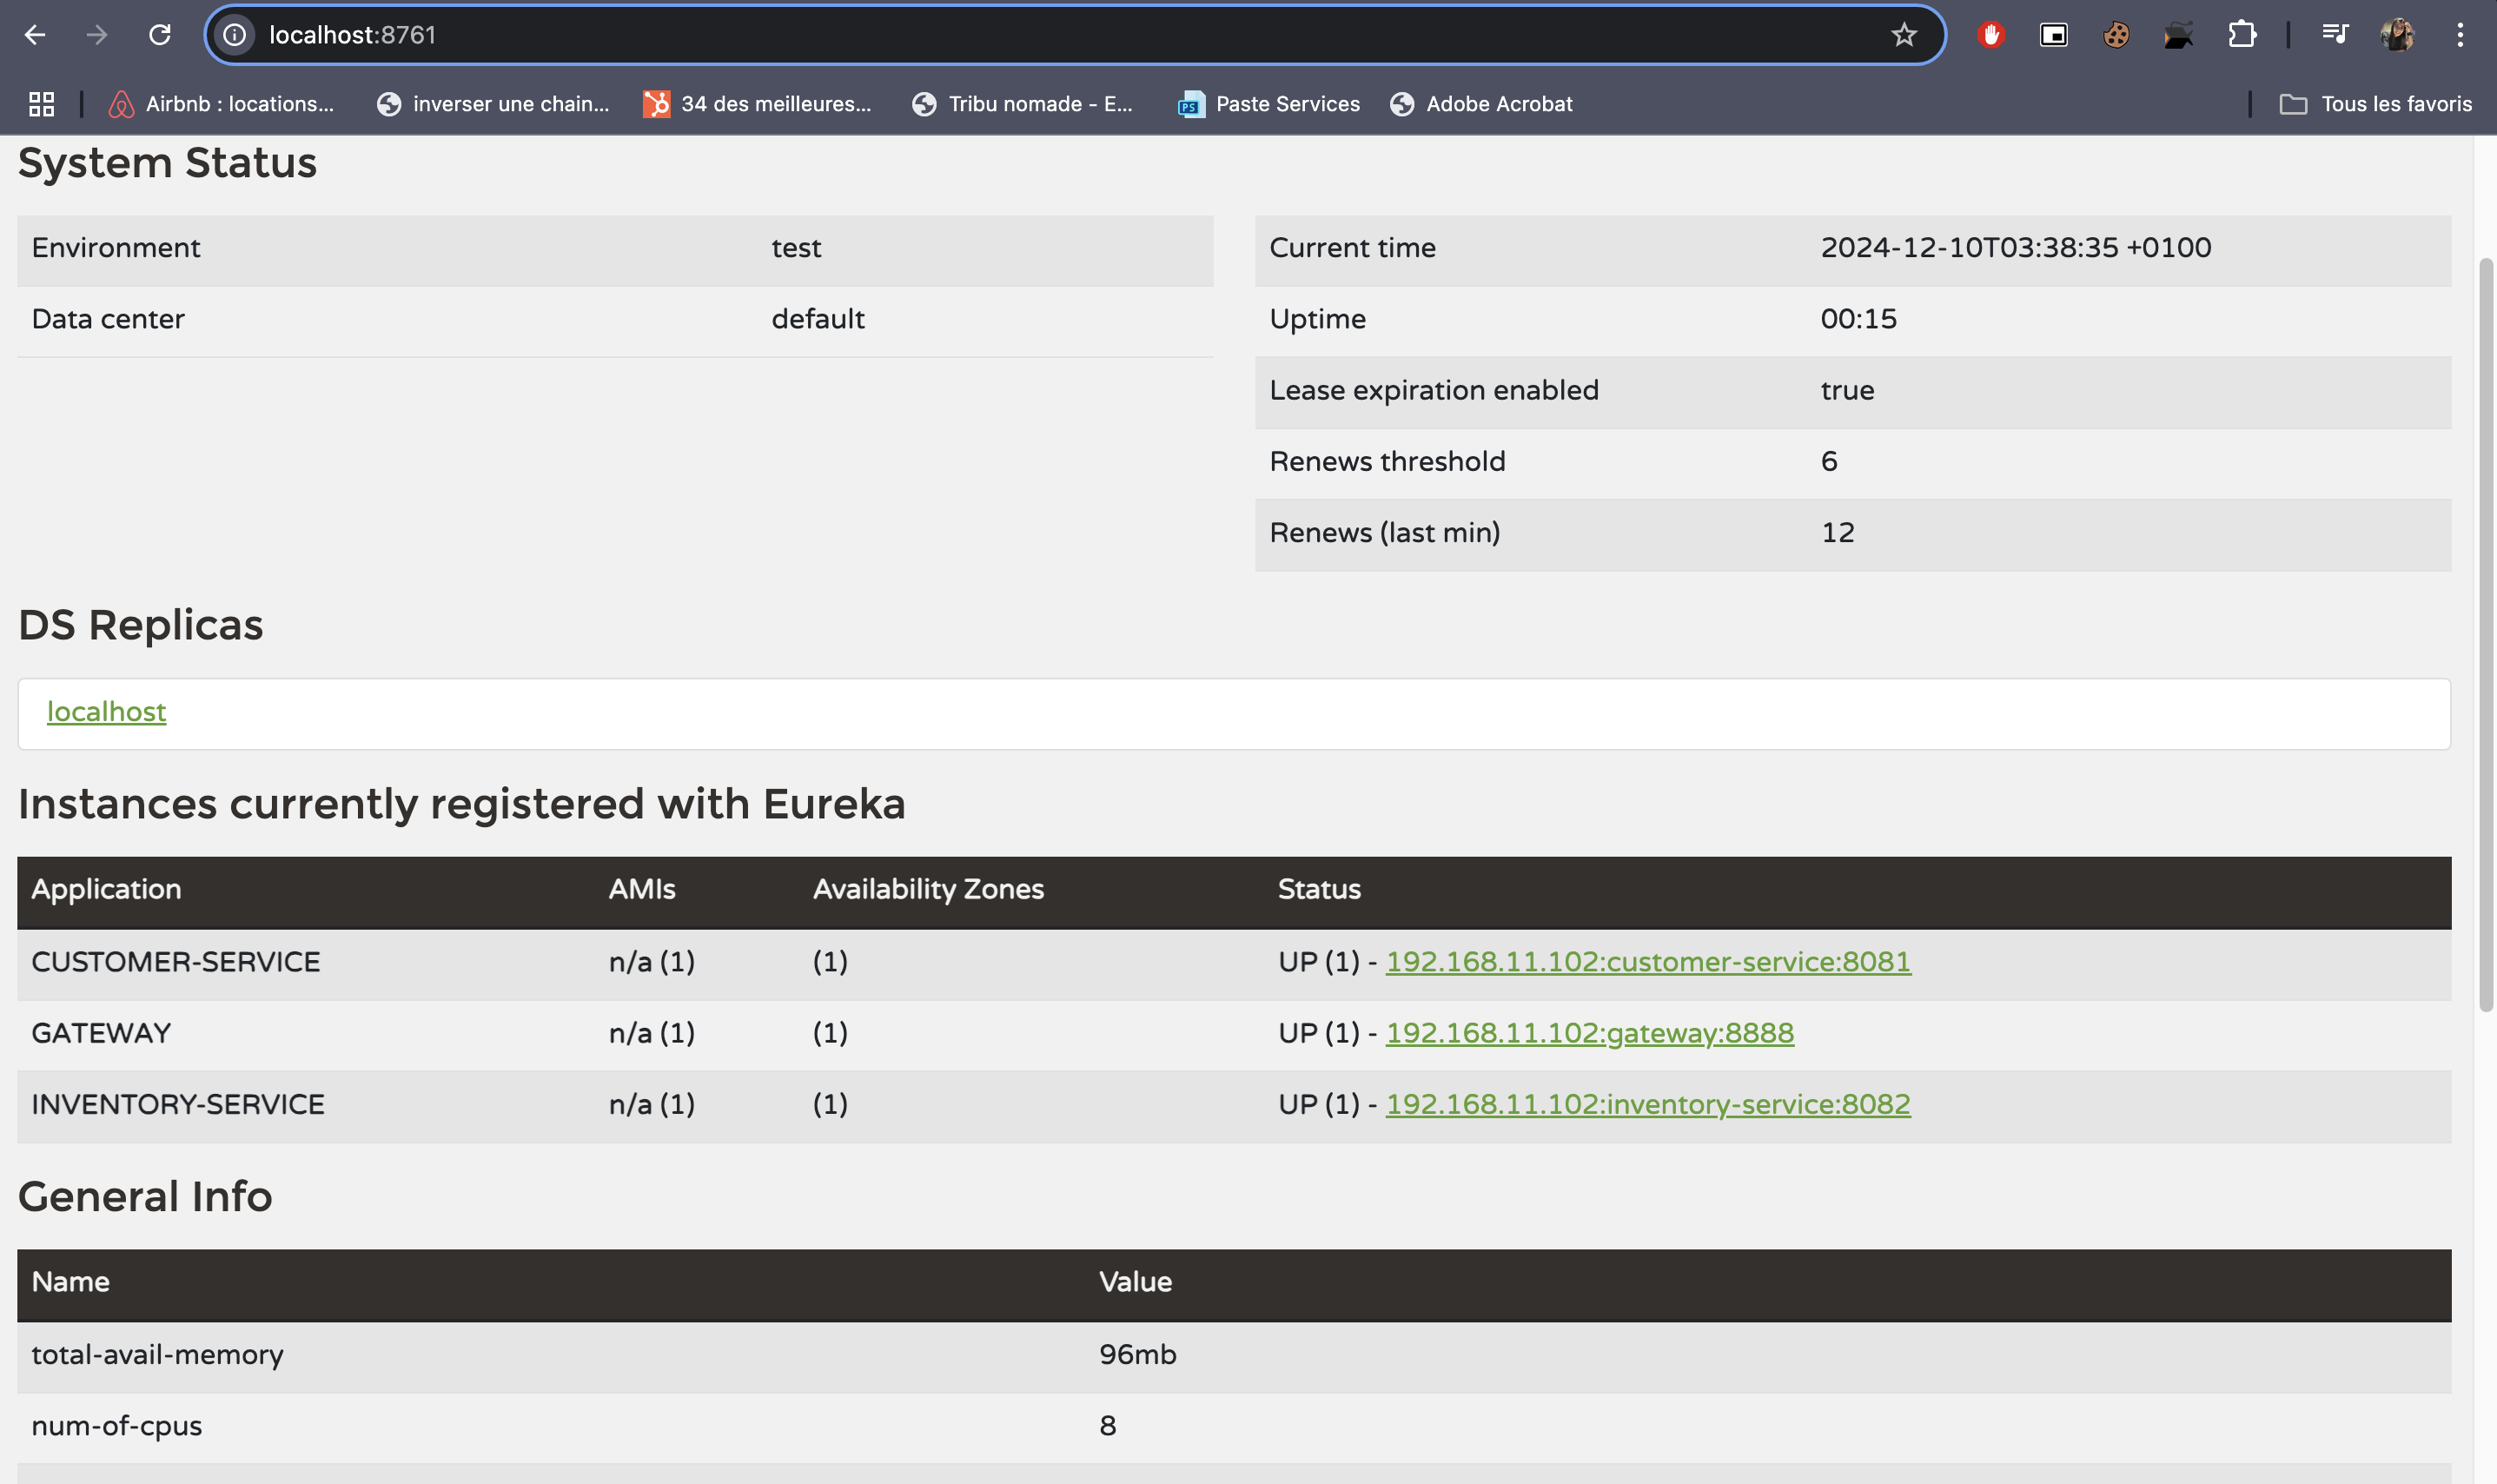 localhost:8761
Airbnb : locations...
inverser une chain...
34 des meilleures...
Tribu nomade - E...
PS
Paste Services
Adobe Acrobat
Tous les favoris
System Status
Environment test
Data center default
Current time 2024-12-10T03:38:35 +0100
Uptime 00:15
Lease expiration enabled true
Renews threshold 6
Renews (last min) 12
DS Replicas
localhost
Instances currently registered with Eureka
Application AMIs Availability Zones Status
CUSTOMER-SERVICE n/a (1) (1) UP (1) - 192.168.11.102:customer-service:8081
GATEWAY n/a (1) (1) UP (1) - 192.168.11.102:gateway:8888
INVENTORY-SERVICE n/a (1) (1) UP (1) - 192.168.11.102:inventory-service:8082
General Info
Name Value
total-avail-memory 96mb
num-of-cpus 8